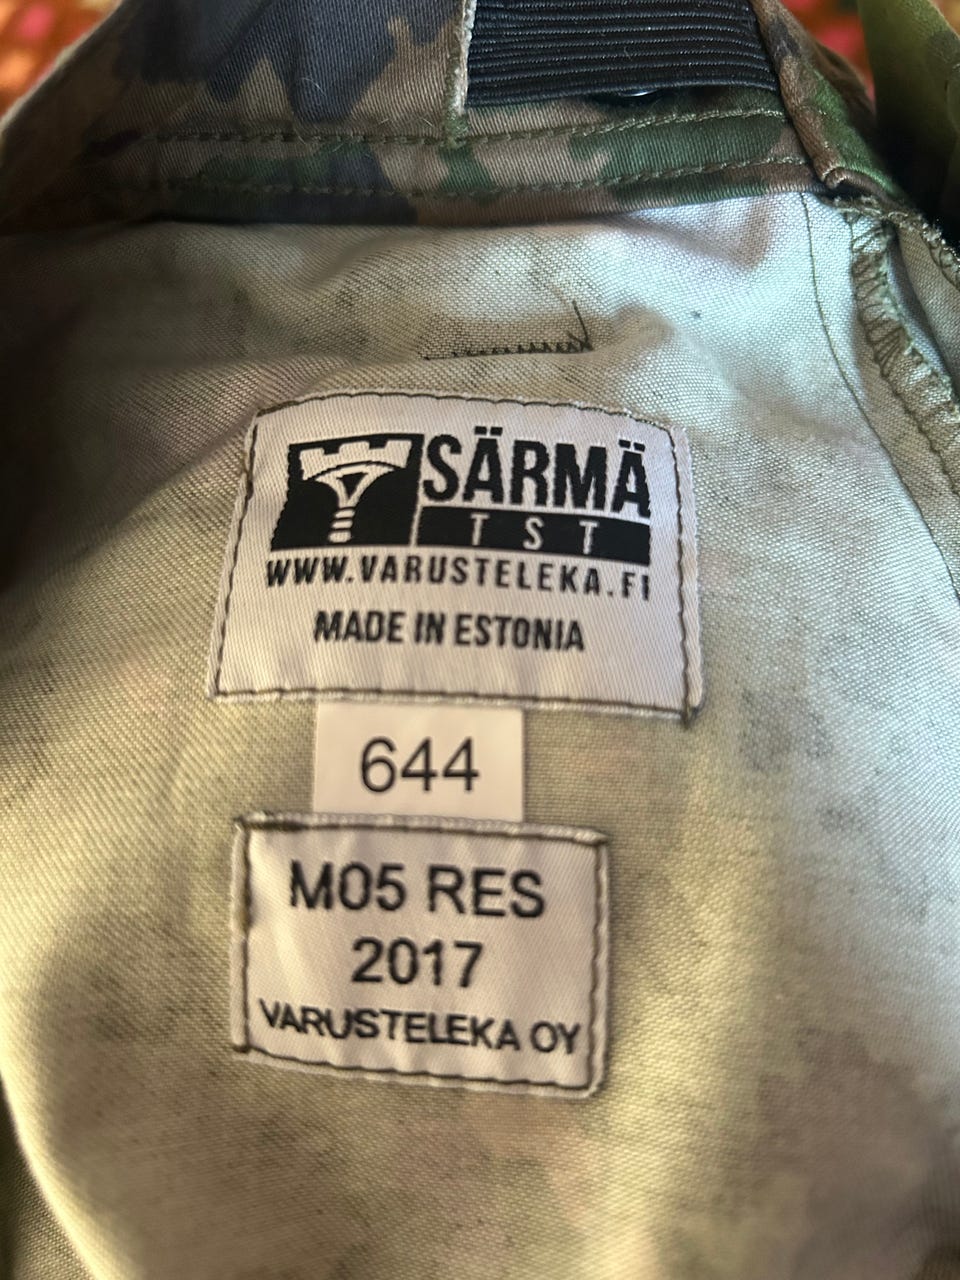 SÄRMÄ
TST
WWW.VARUSTELEKA.FI
MADE IN ESTONIA
644
M05 RES
2017
VARUSTELEKA OY